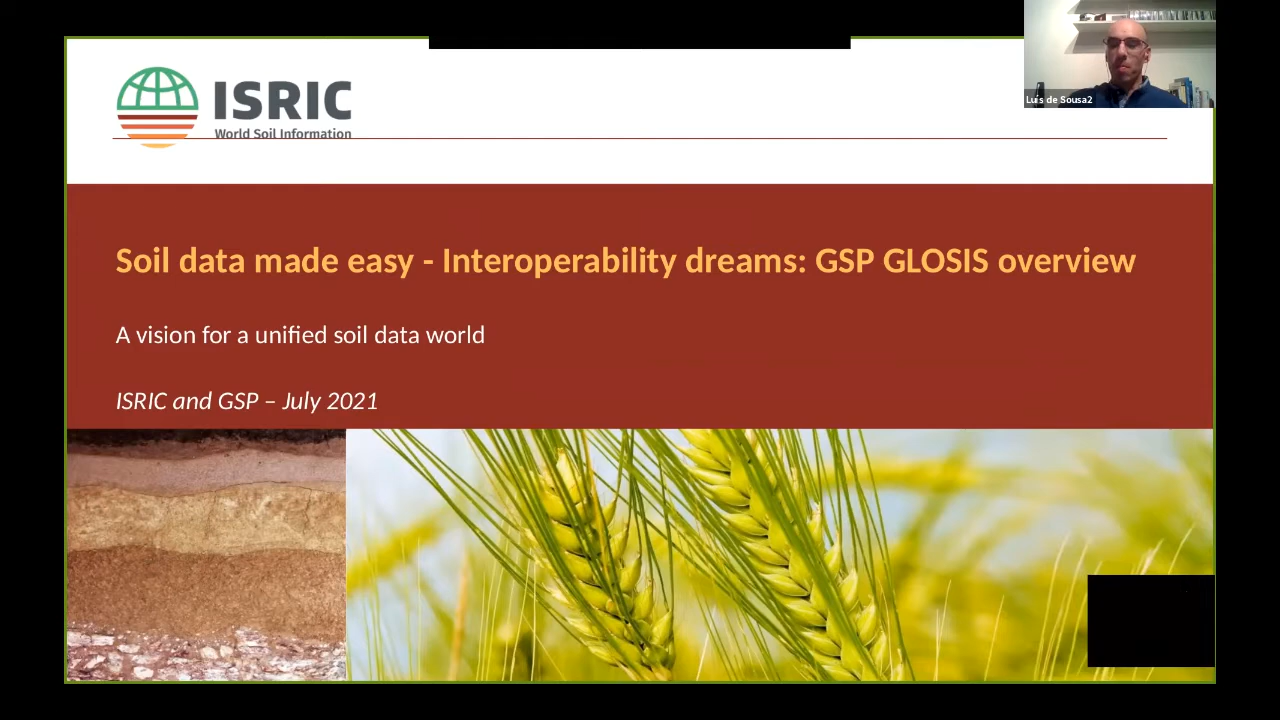 ISRIC
World Soil Information
Luís de Sousa2
Soil data made easy - Interoperability dreams: GSP GLOSIS overview
A vision for a unified soil data world
ISRIC and GSP – July 2021